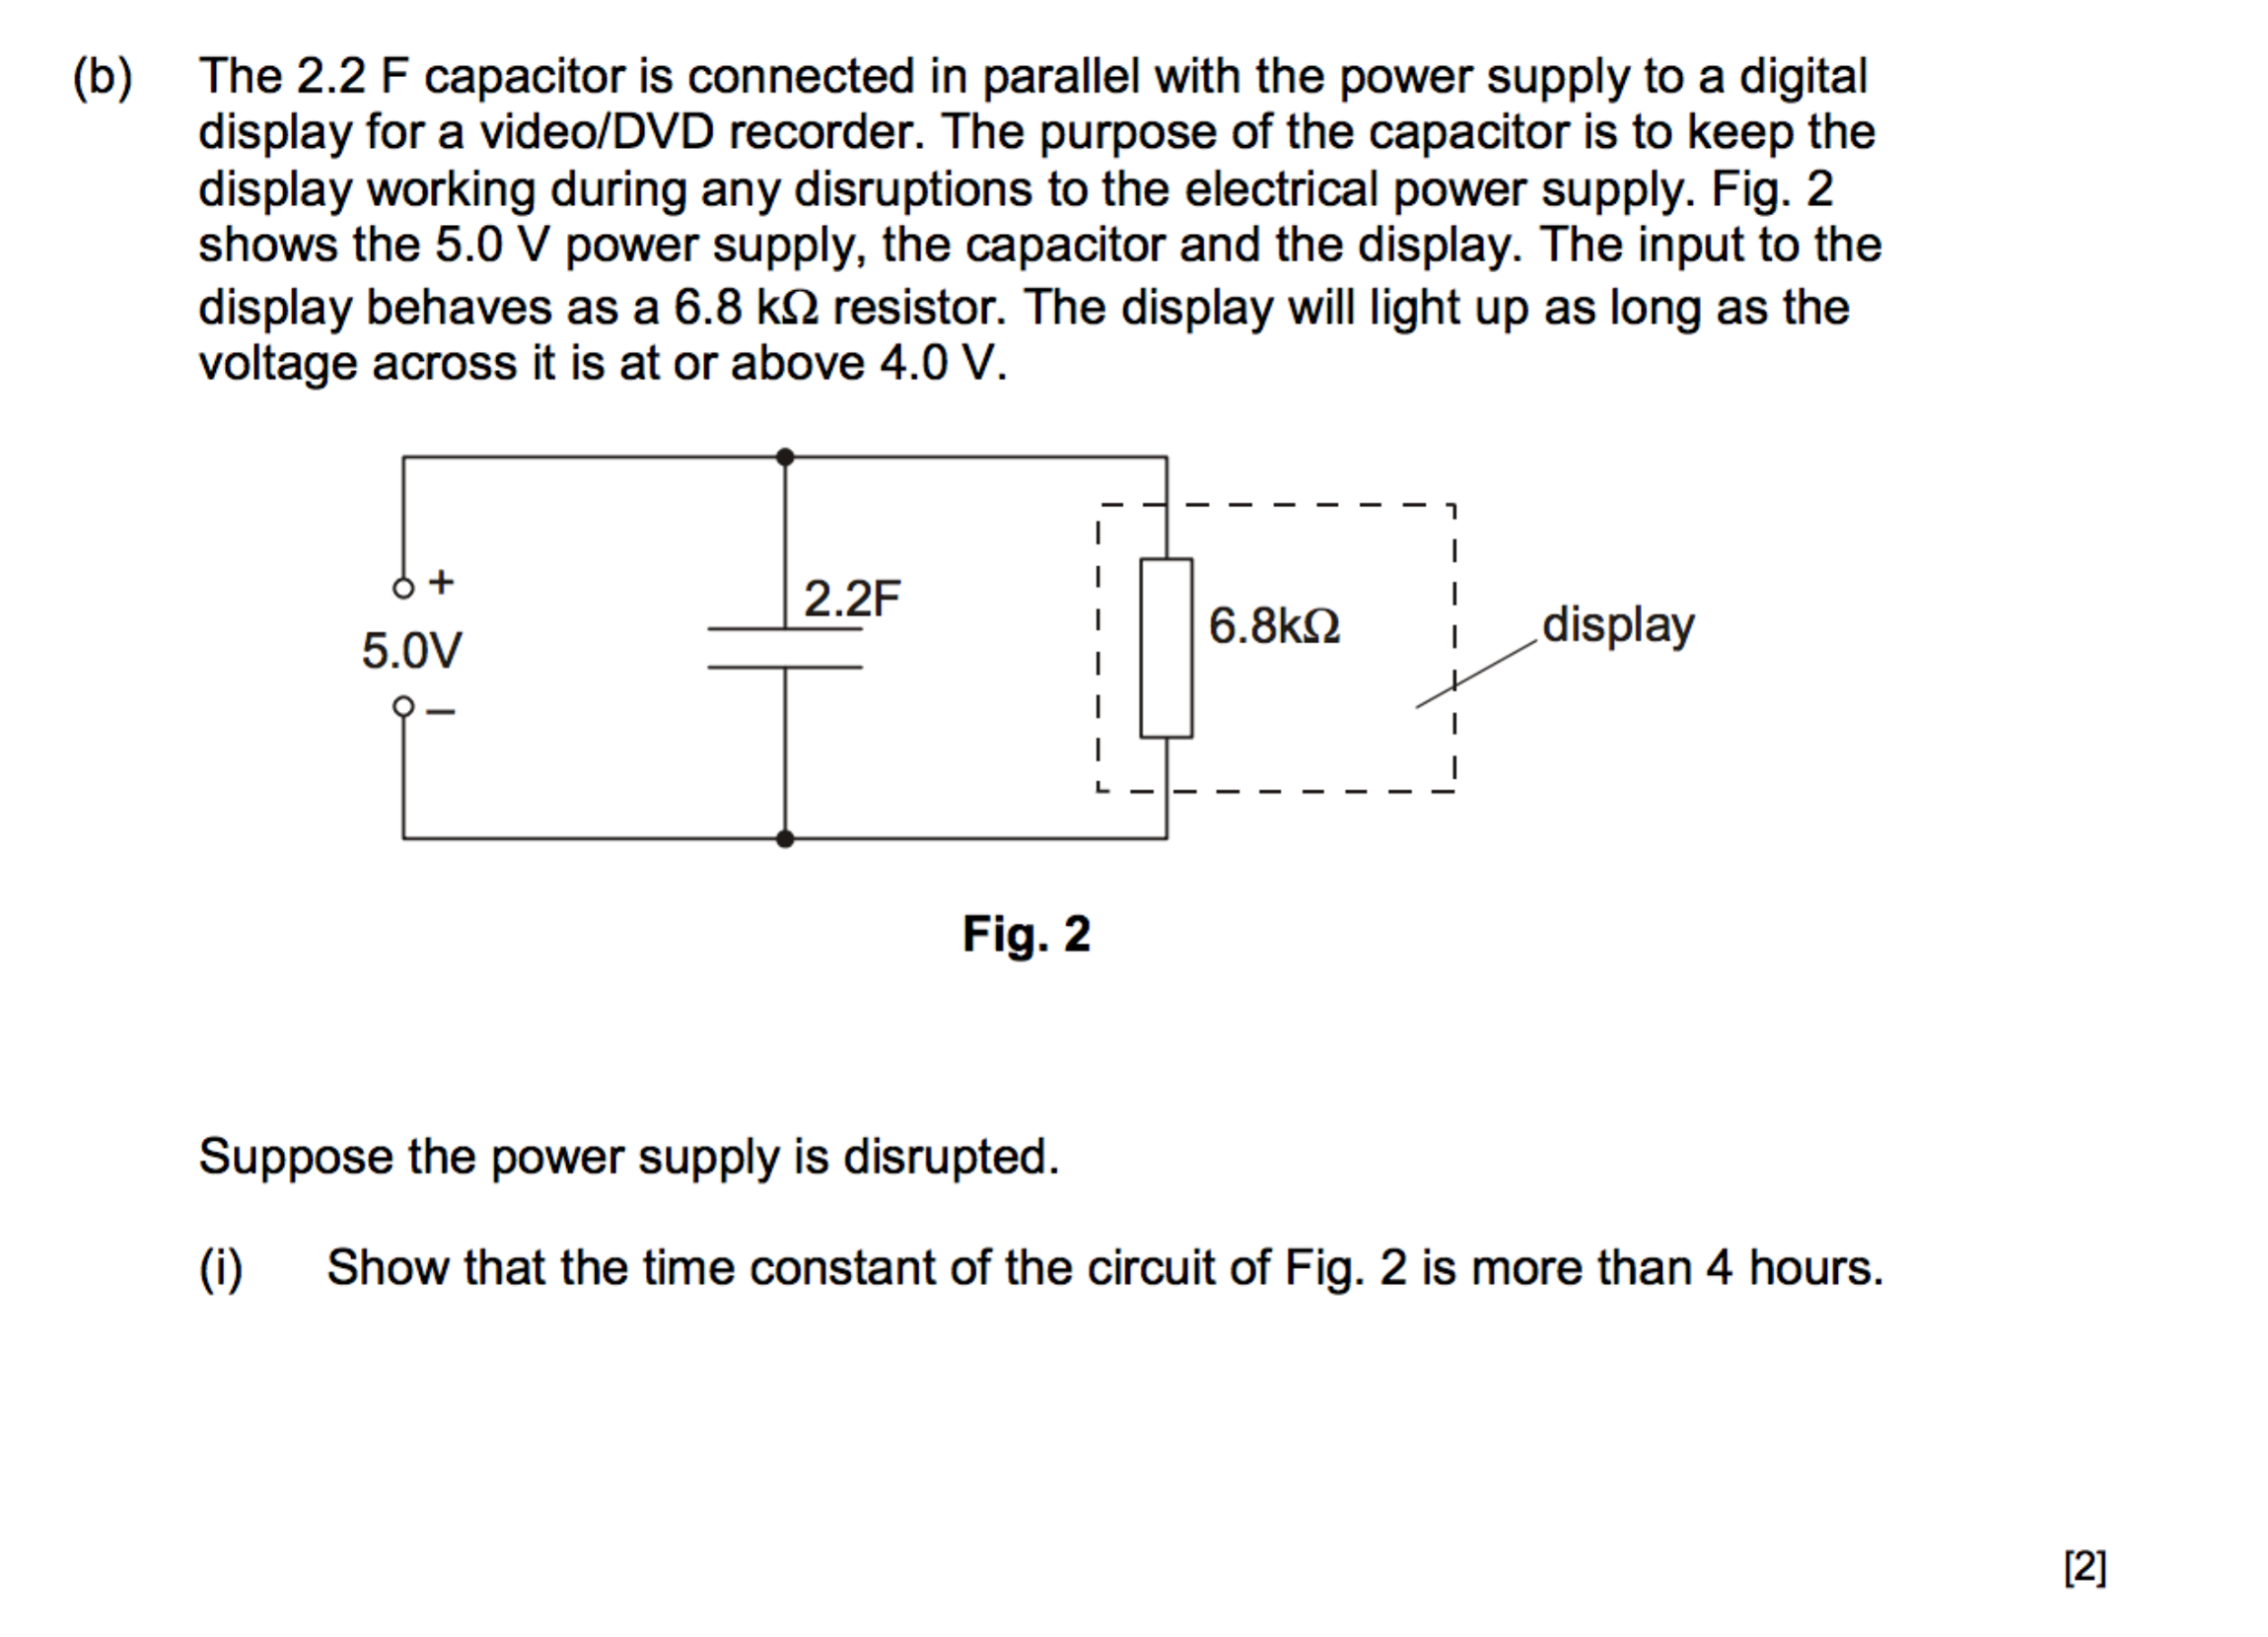 (b) The 2.2 F capacitor is connected in parallel with the power supply to a digital
display for a video/DVD recorder. The purpose of the capacitor is to keep the
display working during any disruptions to the electrical power supply. Fig. 2
shows the 5.0 V power supply, the capacitor and the display. The input to the
display behaves as a 6.8 kΩ resistor. The display will light up as long as the
voltage across it is at or above 4.0 V.
+
2.2F
6.8kΩ
display
5.0V
–
Fig. 2
Suppose the power supply is disrupted.
(i) Show that the time constant of the circuit of Fig. 2 is more than 4 hours.
[2]